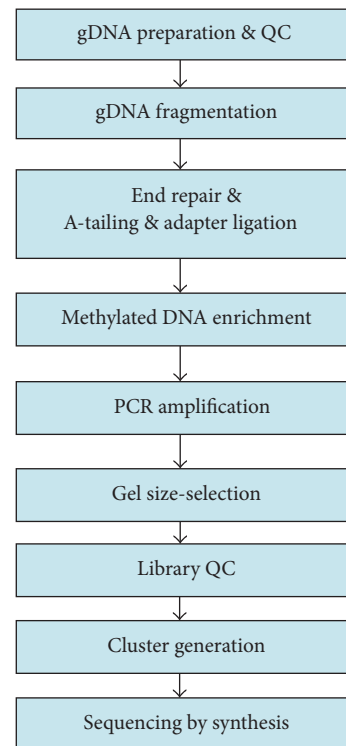 gDNA preparation & QC
gDNA fragmentation
End repair &
A-tailing & adapter ligation
Methylated DNA enrichment
PCR amplification
Gel size-selection
Library QC
Cluster generation
Sequencing by synthesis